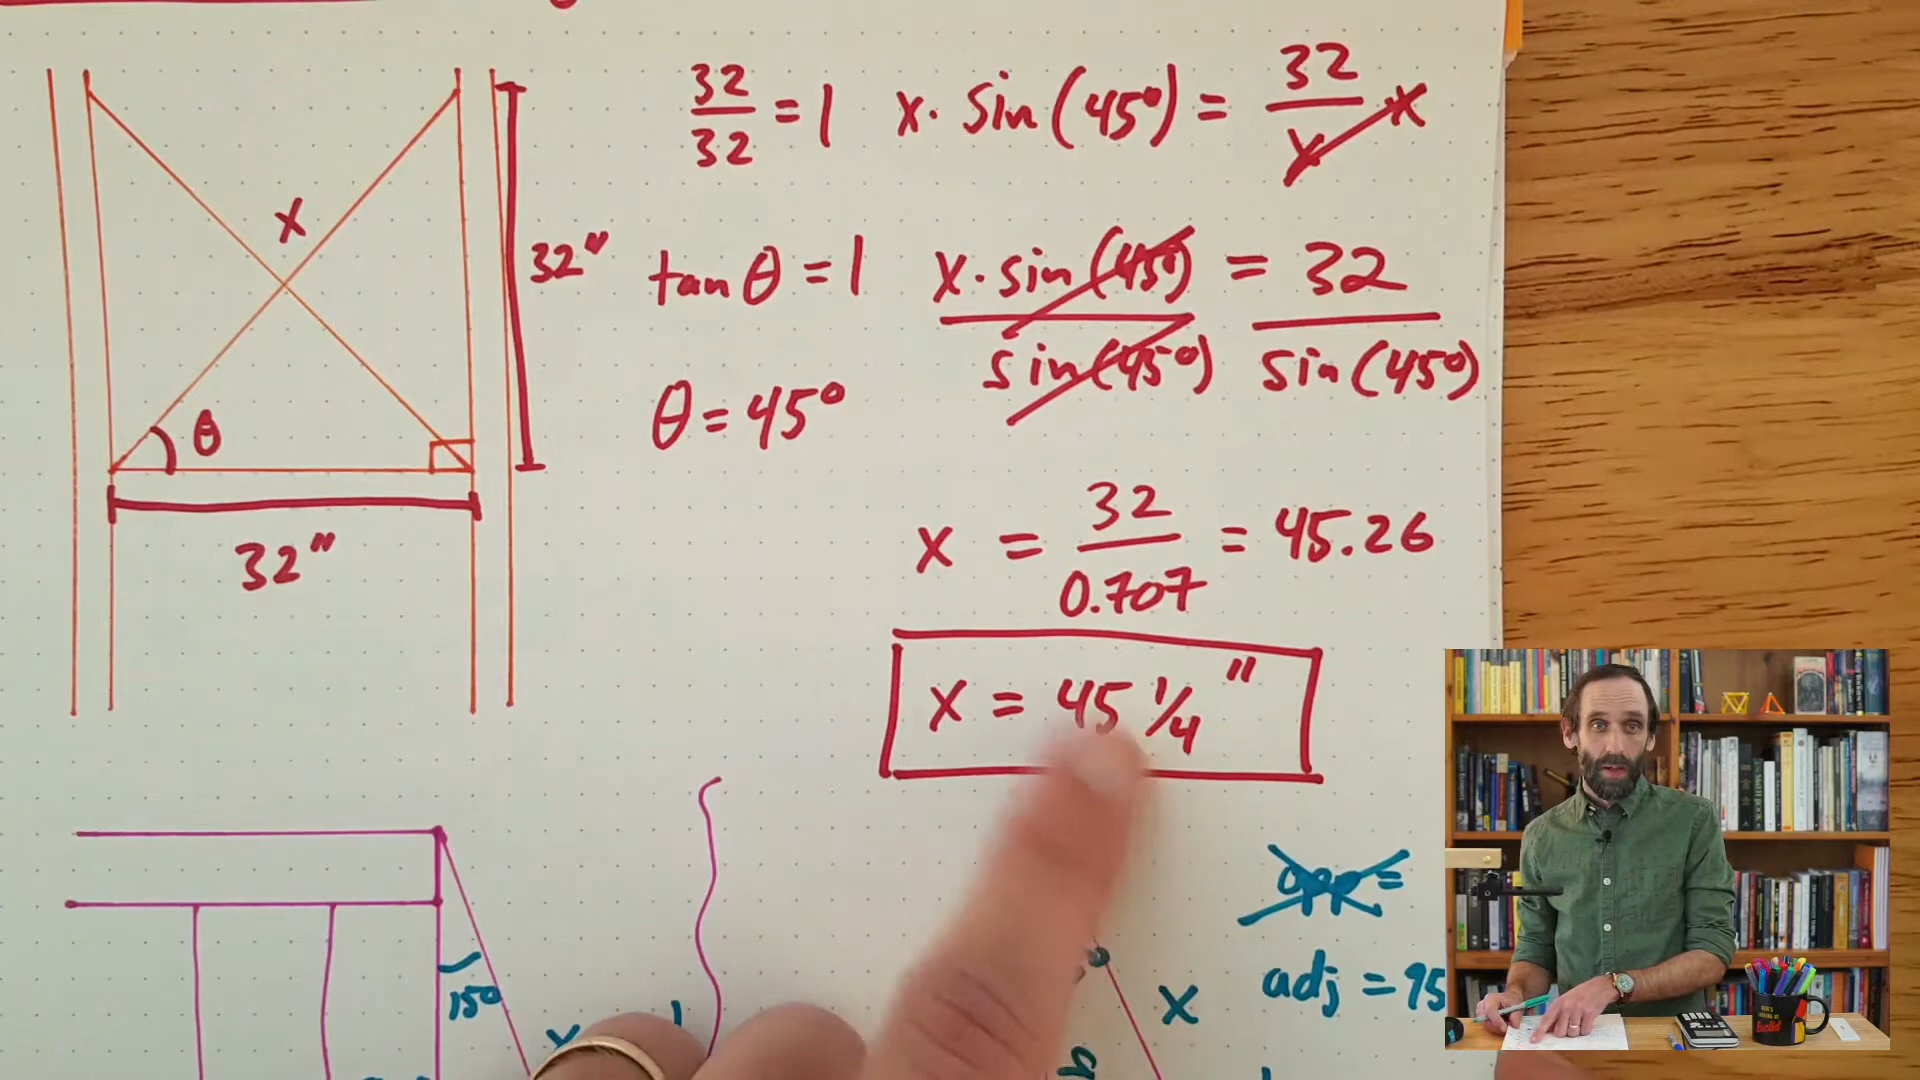 32/32 = 1
x · sin(45°) = 32/x x
x
32"
tan θ = 1
x · sin(45°)/sin(45°) = 32/sin(45°)
θ
θ = 45°
32"
x = 32/0.707 = 45.26
x = 45 1/4"
opp =
adj = 95
15°
x
x